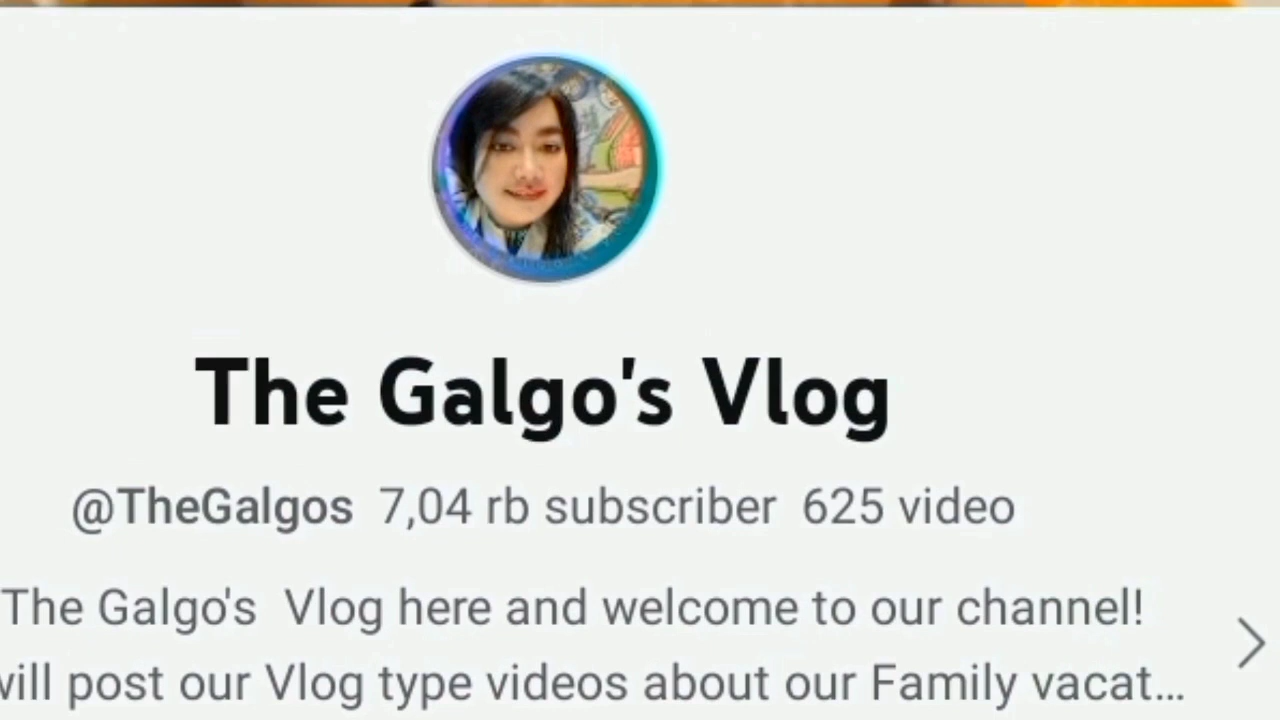 The Galgo's Vlog
@TheGalgos 7,04 rb subscriber 625 video
The Galgo's Vlog here and welcome to our channel!
will post our Vlog type videos about our Family vacat...